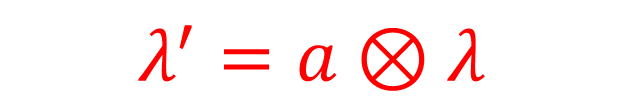 λ′ = a ⊗ λ